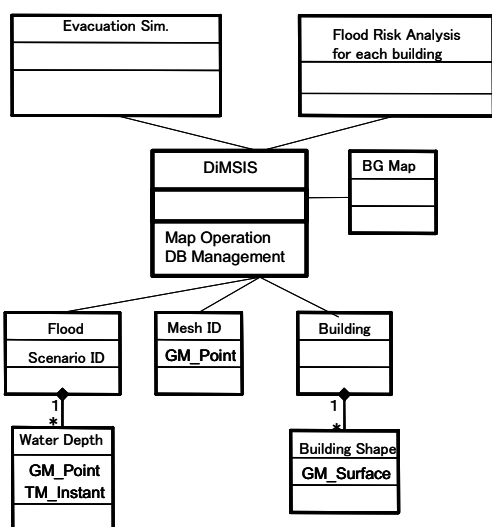 Evacuation Sim.
Flood Risk Analysis
for each building
DiMSIS
BG Map
Map Operation
DB Management
Flood
Scenario ID
Mesh ID
GM_Point
Building
1
*
1
*
Water Depth
GM_Point
TM_Instant
Building Shape
GM_Surface